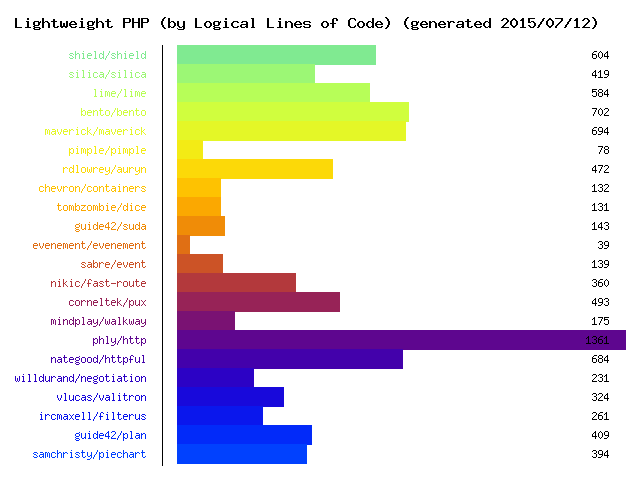 Lightweight PHP (by Logical Lines of Code) (generated 2015/07/12)
shield/shield 604
silica/silica 419
lime/lime 584
bento/bento 702
maverick/maverick 694
pimple/pimple 78
rdlowrey/auryn 472
chevron/containers 132
tombzombie/dice 131
guide42/suda 143
evenement/evenement 39
sabre/event 139
nikic/fast-route 360
corneltek/pux 493
mindplay/walkway 175
phly/http 1361
nategood/httpful 684
willdurand/negotiation 231
vlucas/valitron 324
ircmaxell/filterus 261
guide42/plan 409
samchristy/piechart 394